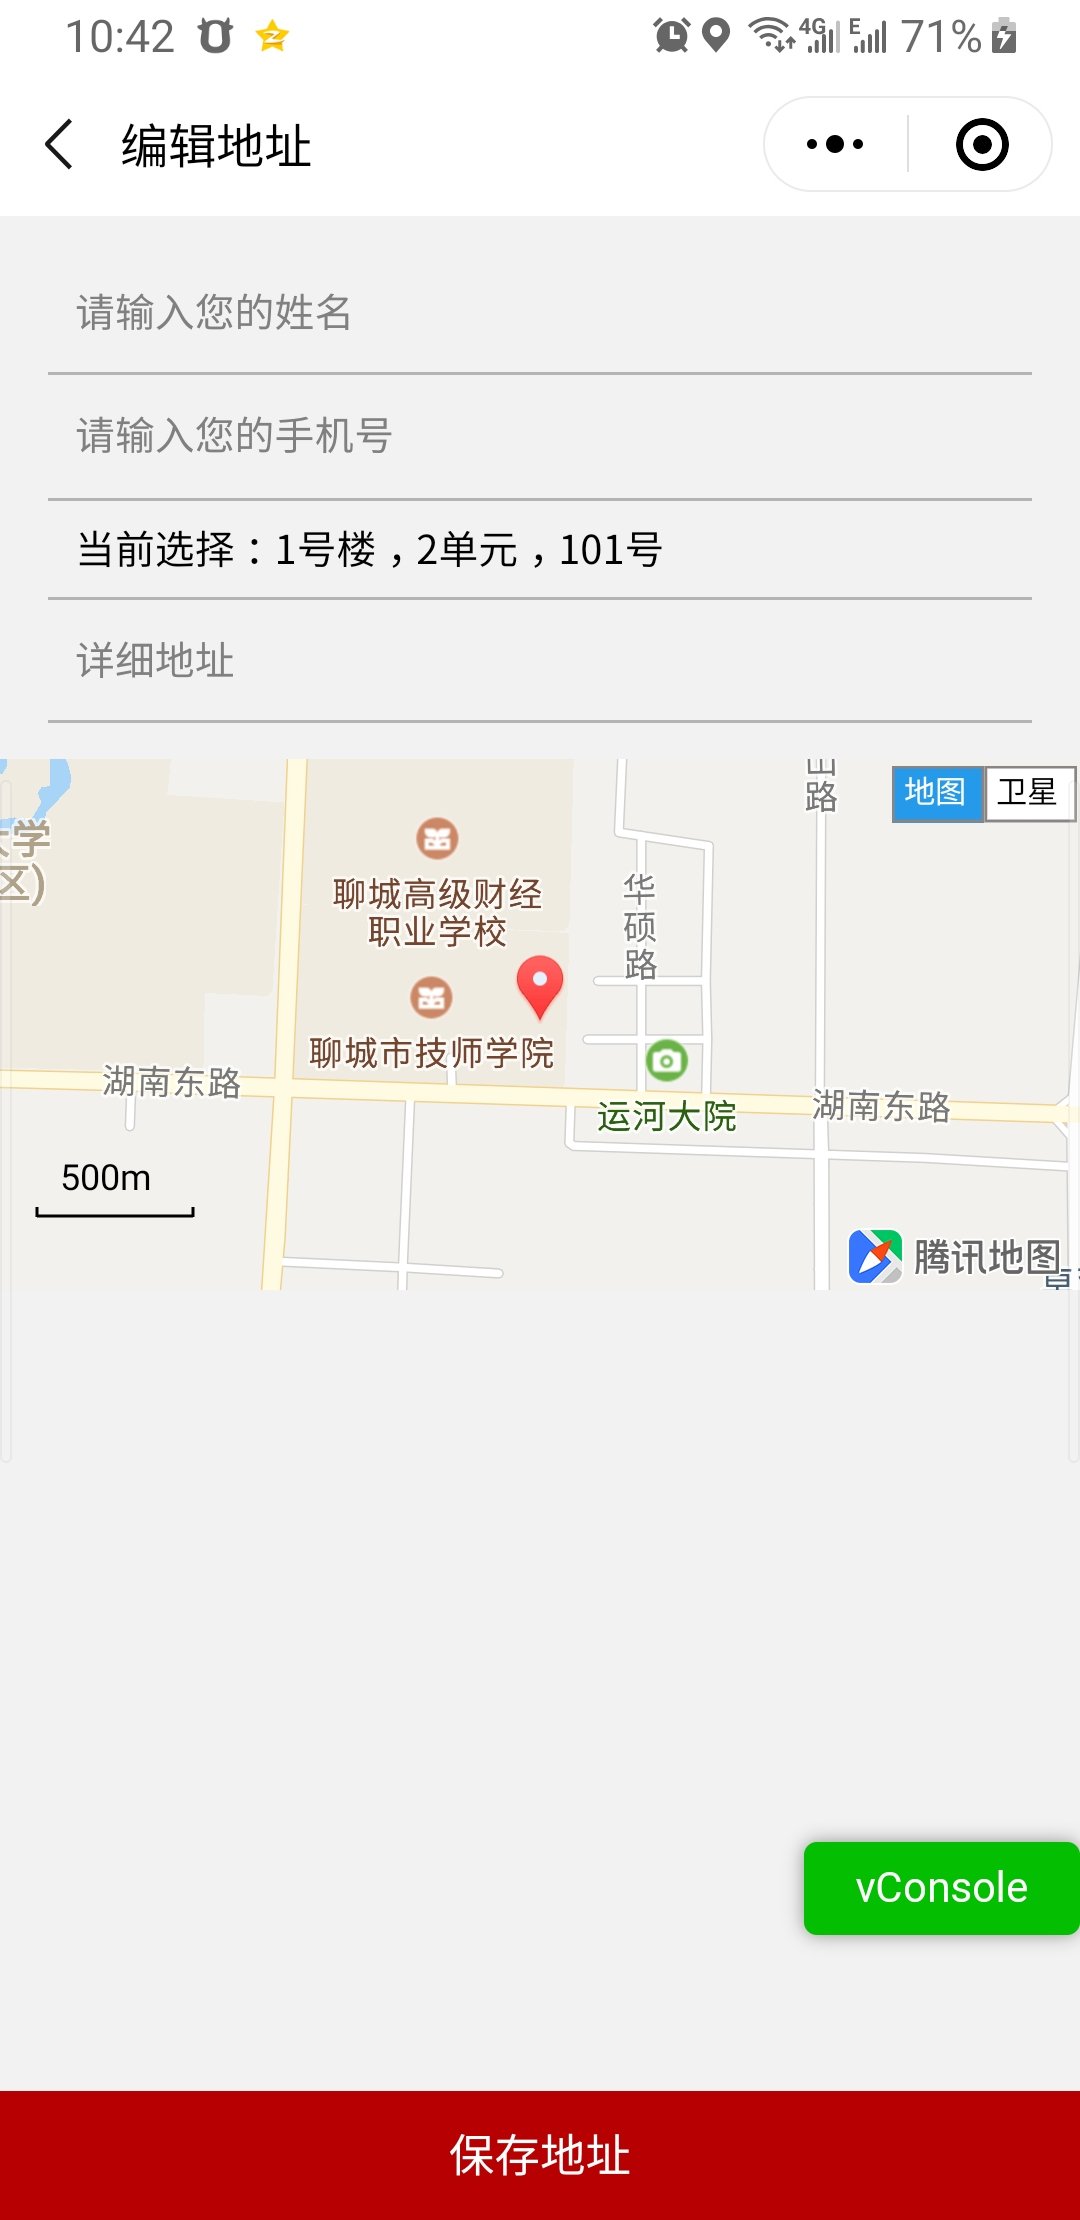 10:42
4G
E
71%
编辑地址
请输入您的姓名
请输入您的手机号
当前选择：1号楼，2单元，101号
详细地址
路
地图
卫星
学
区)
聊城高级财经
职业学校
华硕路
聊城市技师学院
湖南东路
运河大院
湖南东路
500m
腾讯地图
vConsole
保存地址